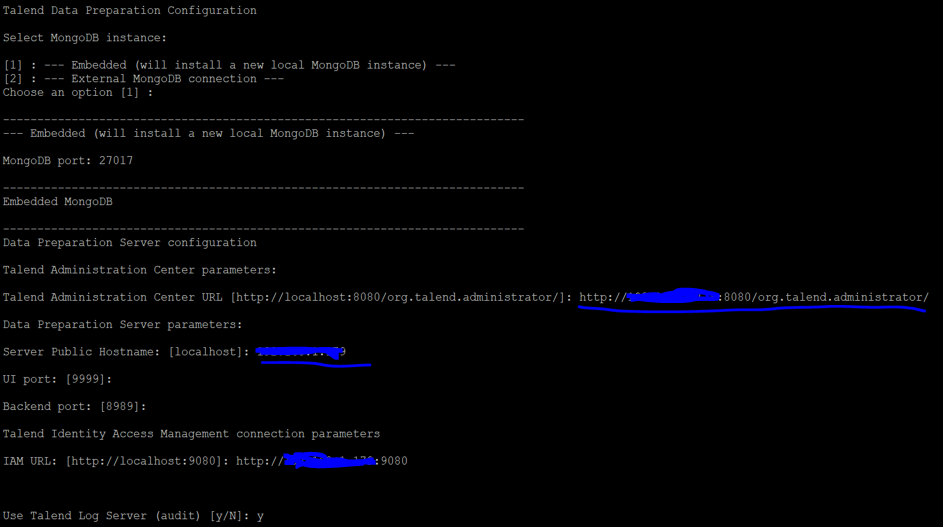 Talend Data Preparation Configuration
Select MongoDB instance:
[1] : --- Embedded (will install a new local MongoDB instance) ---
[2] : --- External MongoDB connection ---
Choose an option [1] :
----------------------------------------------------------------------------
--- Embedded (will install a new local MongoDB instance) ---
MongoDB port: 27017
----------------------------------------------------------------------------
Embedded MongoDB
----------------------------------------------------------------------------
Data Preparation Server configuration
Talend Administration Center parameters:
Talend Administration Center URL [http://localhost:8080/org.talend.administrator/]: http:// :8080/org.talend.administrator/
Data Preparation Server parameters:
Server Public Hostname: [localhost]:
UI port: [9999]:
Backend port: [8989]:
Talend Identity Access Management connection parameters
IAM URL: [http://localhost:9080]: http:// :9080
Use Talend Log Server (audit) [y/N]: y